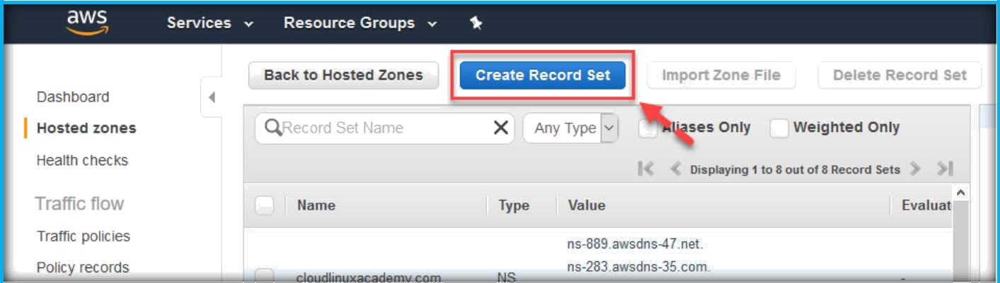 aws
Services
Resource Groups
Back to Hosted Zones
Create Record Set
Import Zone File
Delete Record Set
Dashboard
Hosted zones
Health checks
Traffic flow
Traffic policies
Policy records
Record Set Name
Any Type
Aliases Only
Weighted Only
Displaying 1 to 8 out of 8 Record Sets
Name
Type
Value
Evaluat
ns-889.awsdns-47.net.
ns-283.awsdns-35.com.
cloudlinuxacademy.com.
NS
-